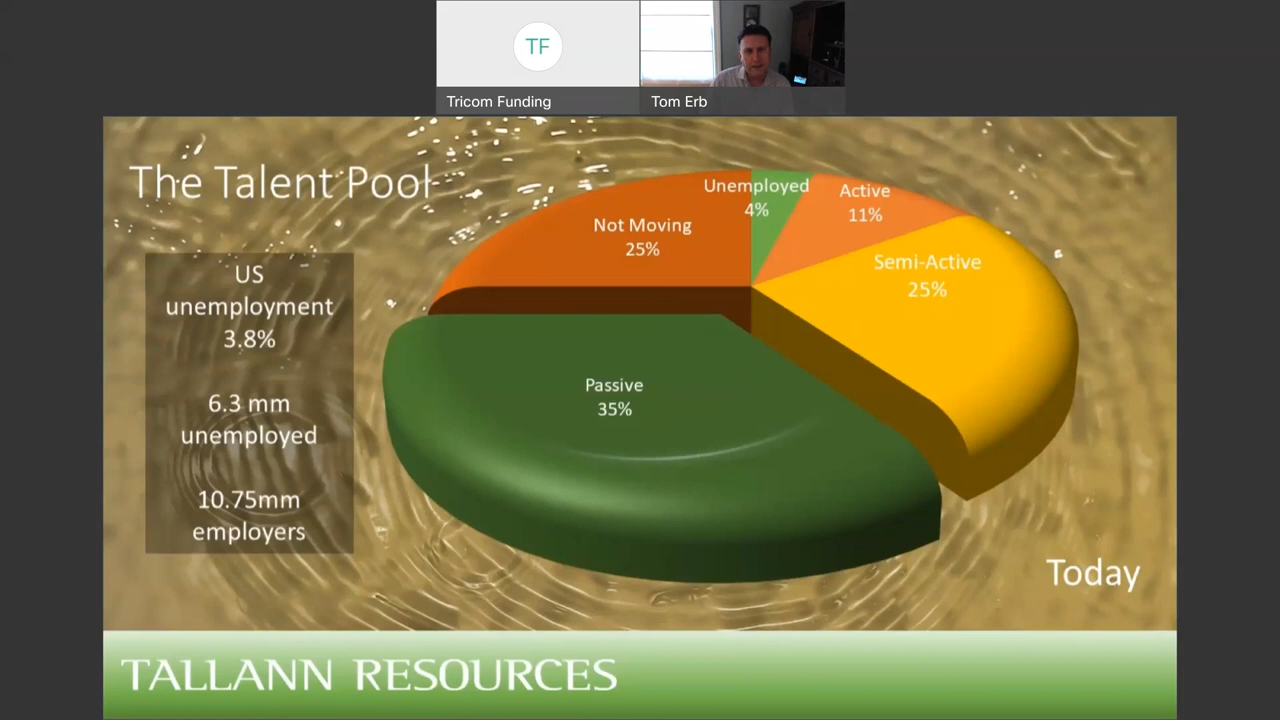 TF
Tricom Funding
Tom Erb
The Talent Pool
US
unemployment
3.8%
6.3 mm
unemployed
10.75mm
employers
Unemployed
4%
Active
11%
Not Moving
25%
Semi-Active
25%
Passive
35%
Today
TALLANN RESOURCES